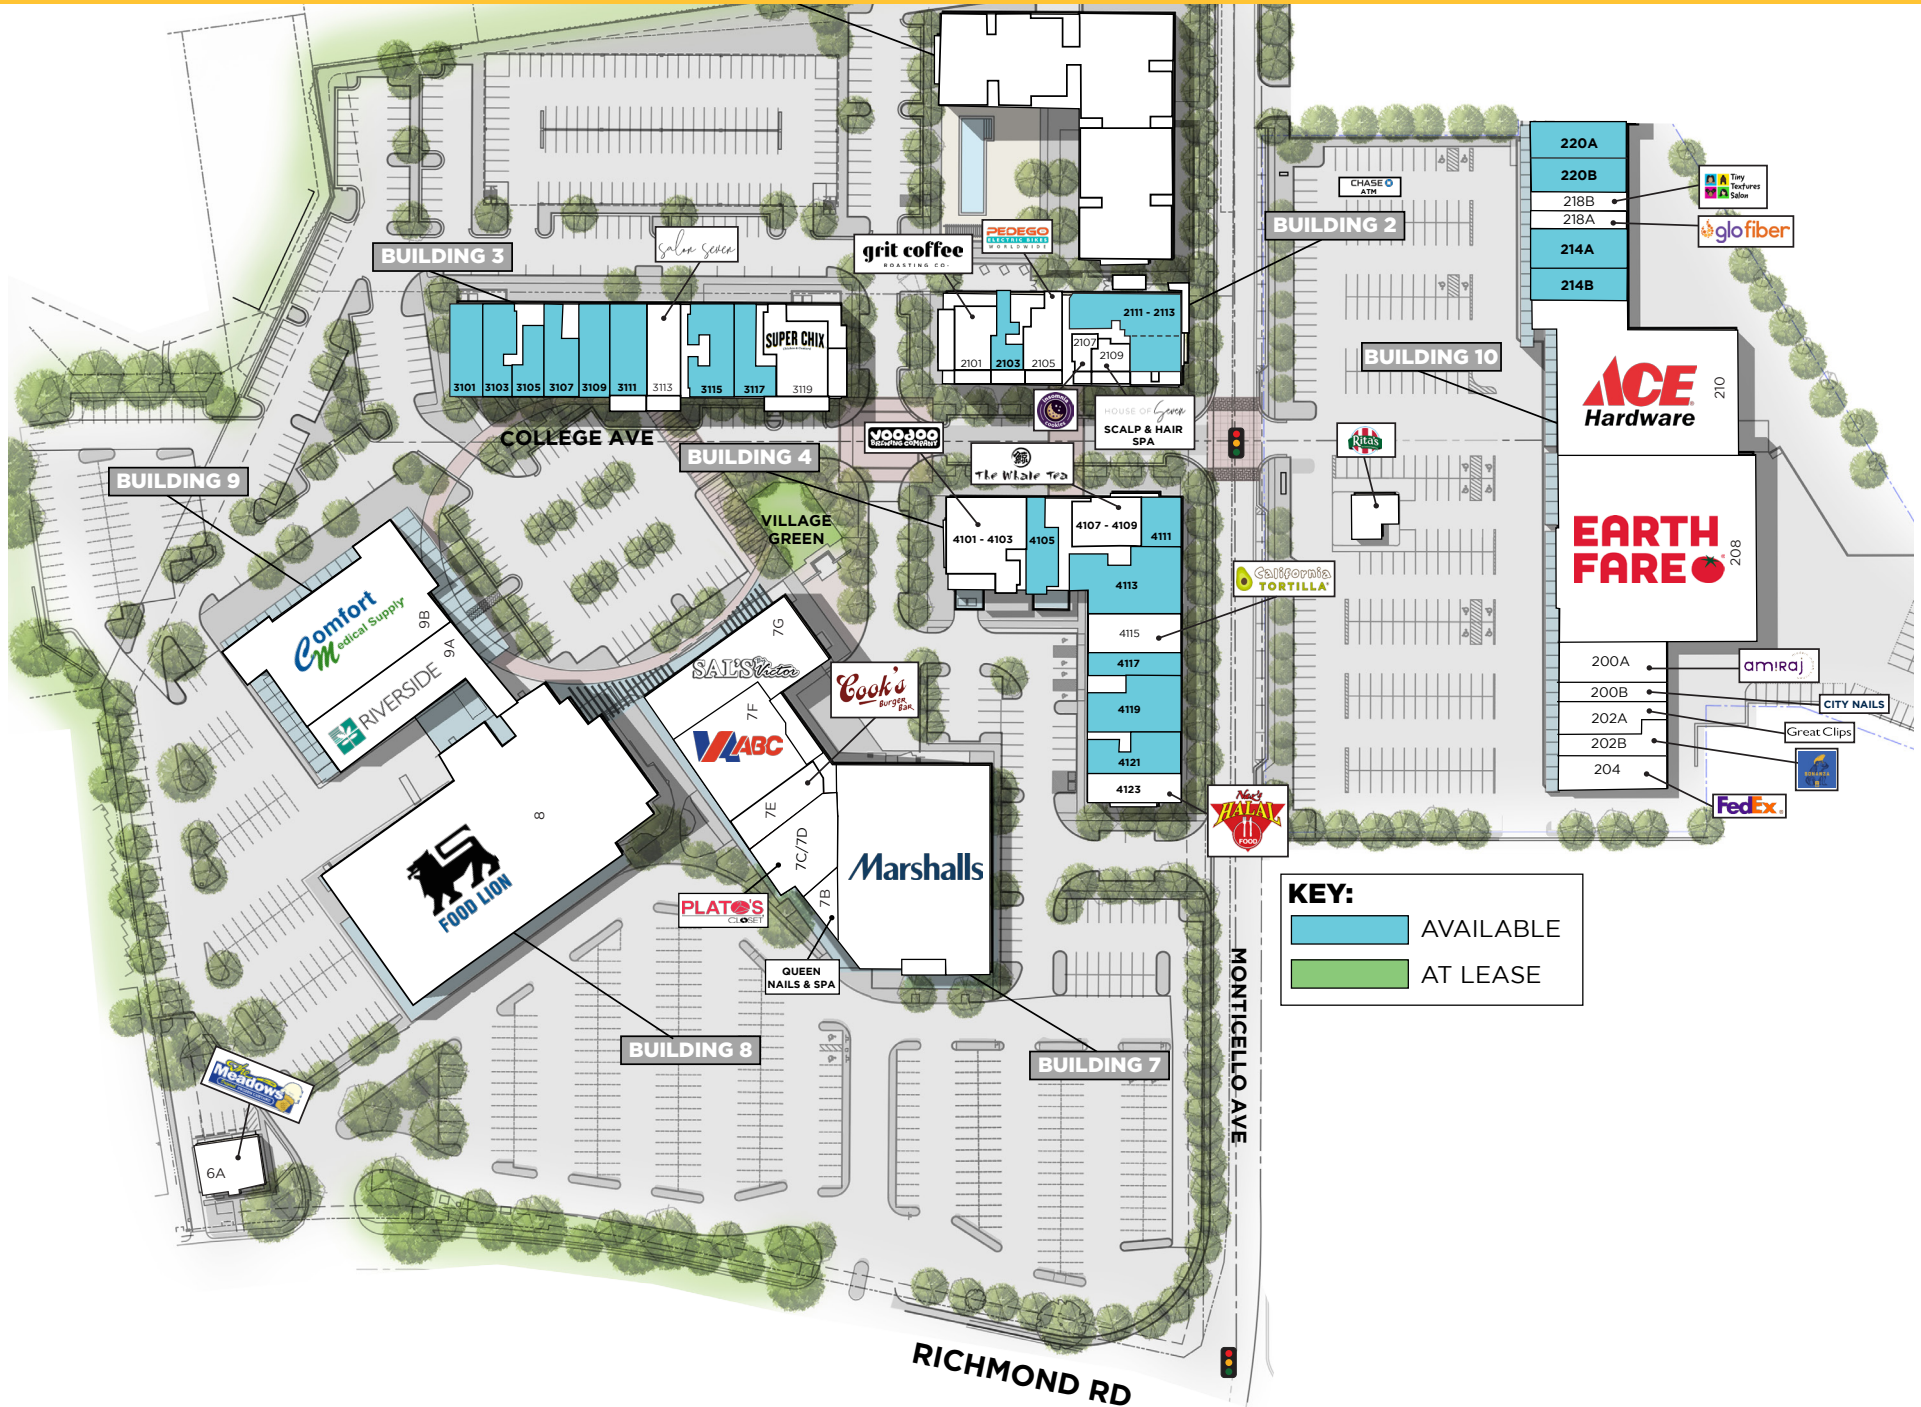 220A
220B
218B
218A
214A
214B
Tiny
Textures
Salon
glofiber
CHASE
ATM
BUILDING 2
BUILDING 3
salon seven
grit coffee
ROASTING CO.
PEDEGO
ELECTRIC BIKES
WORLDWIDE
SUPER CHIX
3101
3103
3105
3107
3109
3111
3113
3115
3117
3119
2101
2103
2105
2107
2109
2111 - 2113
BUILDING 10
ACE
Hardware
210
COLLEGE AVE
VOODOO
BREWING COMPANY
insomnia
cookies
HOUSE OF Seven
SCALP & HAIR
SPA
Rita's
BUILDING 4
The Whale Tea
BUILDING 9
VILLAGE
GREEN
4101 - 4103
4105
4107 - 4109
4111
4113
4115
4117
4119
4121
4123
California
TORTILLA
EARTH
FARE
208
Comfort
Medical Supply
9B
9A
RIVERSIDE
7G
SAL'S by Victor
Cook's
Burger Bar
7F
VA ABC
7E
7C/7D
7B
Marshalls
8
FOOD LION
PLATO'S
CLOSET
QUEEN
NAILS & SPA
Naz's
HALAL
FOOD
200A
200B
202A
202B
204
amiraj
CITY NAILS
Great Clips
BONANZA
FedEx
KEY:
AVAILABLE
AT LEASE
BUILDING 8
BUILDING 7
MONTICELLO AVE
The
Meadows
6A
RICHMOND RD